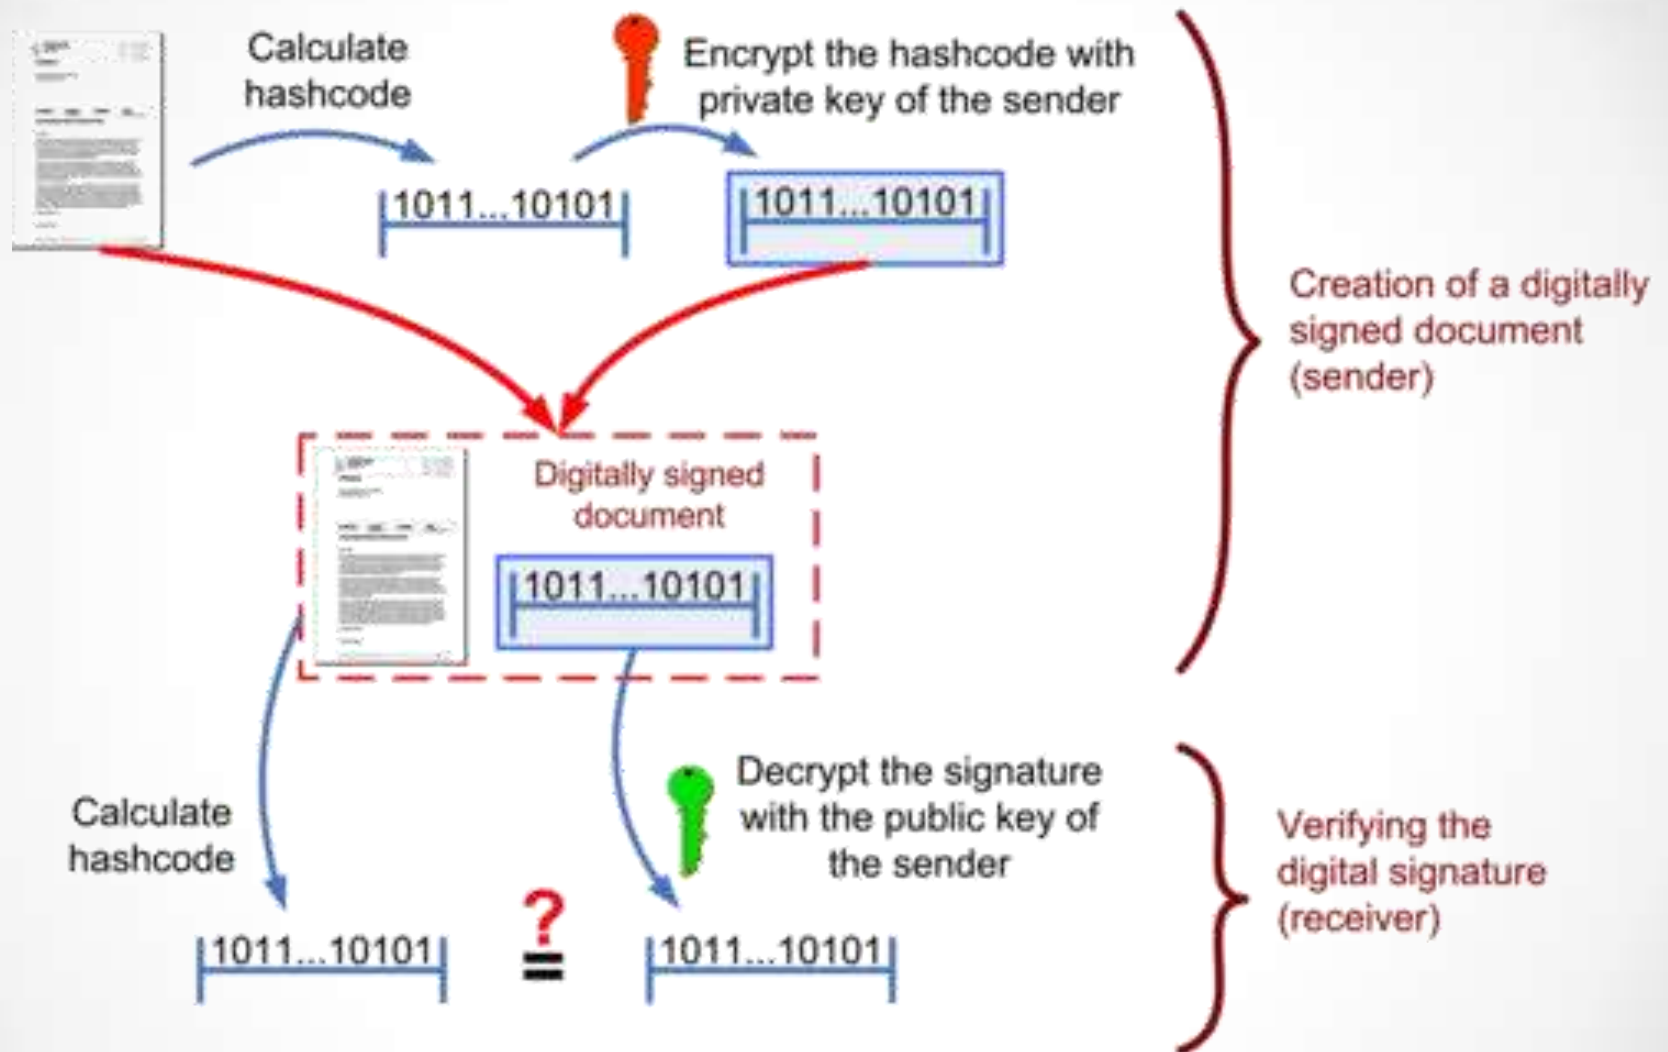 Calculate
hashcode
Encrypt the hashcode with
private key of the sender
1011...10101
1011...10101
Creation of a digitally
signed document
(sender)
Digitally signed
document
1011...10101
Calculate
hashcode
Decrypt the signature
with the public key of
the sender
Verifying the
digital signature
(receiver)
1011...10101
?
=
1011...10101